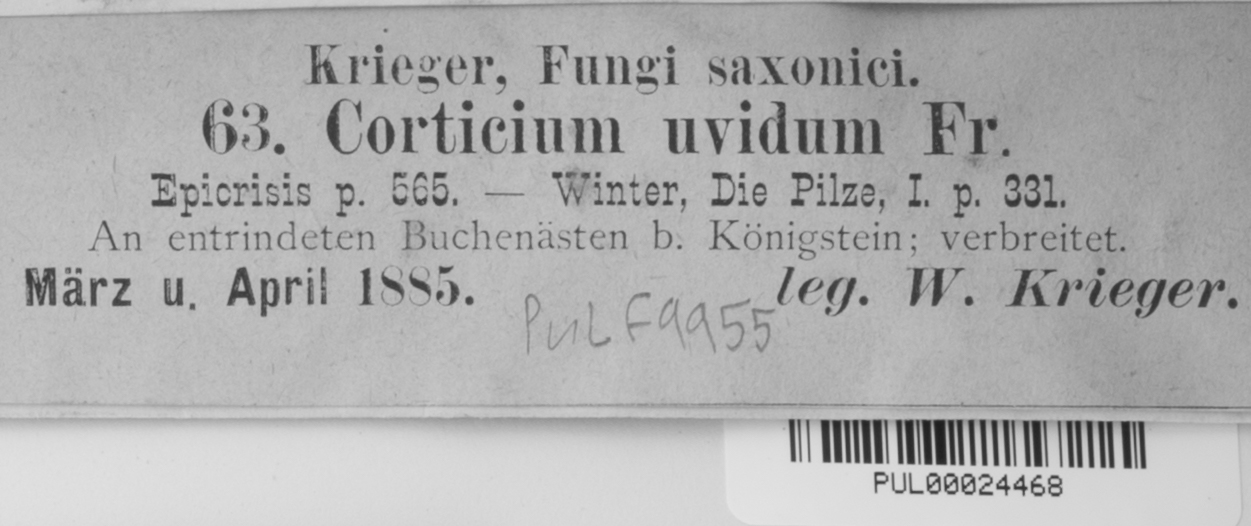 Krieger, Fungi saxonici.
63. Corticium uvidum Fr.
Epicrisis p. 565. — Winter, Die Pilze, I. p. 331.
An entrindeten Buchenästen b. Königstein; verbreitet.
März u. April 1885. leg. W. Krieger.
PUL F9955
PUL00024468